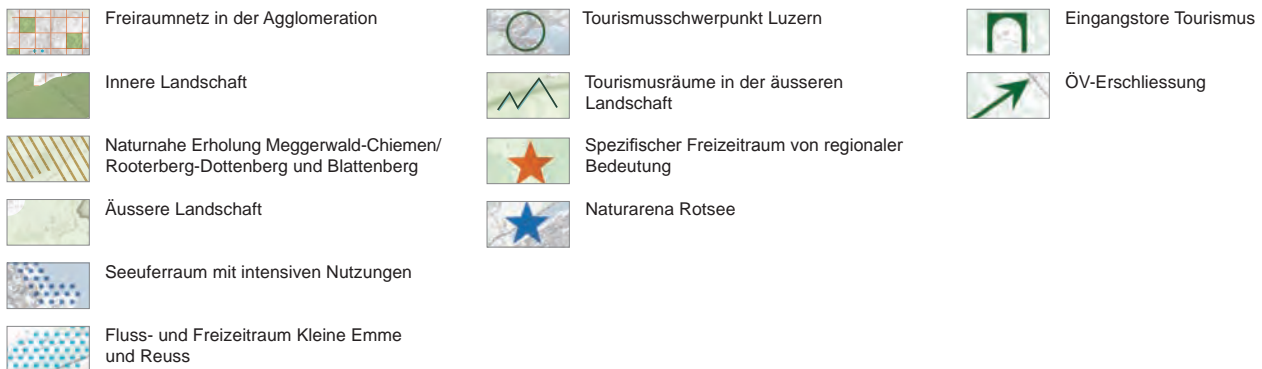 Freiraumnetz in der Agglomeration
Innere Landschaft
Naturnahe Erholung Meggerwald-Chiemen/
Rooterberg-Dottenberg und Blattenberg
Äussere Landschaft
Seeuferraum mit intensiven Nutzungen
Fluss- und Freizeitraum Kleine Emme
und Reuss
Tourismusschwerpunkt Luzern
Tourismusräume in der äusseren
Landschaft
Spezifischer Freizeitraum von regionaler
Bedeutung
Naturarena Rotsee
Eingangstore Tourismus
ÖV-Erschliessung